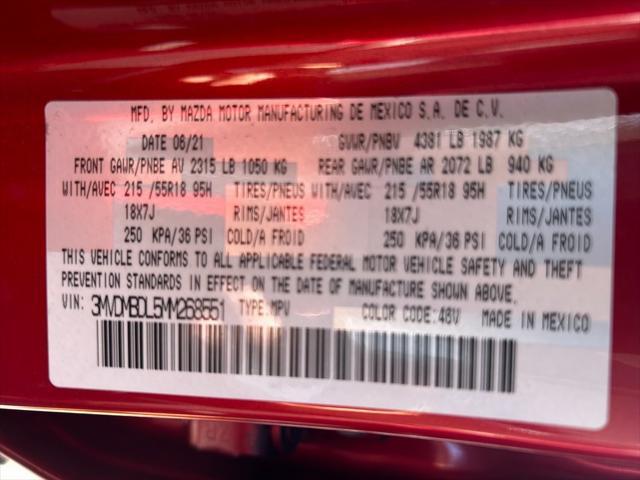 MFD. BY MAZDA MOTOR MANUFACTURING DE MEXICO S.A. DE C.V.
DATE 06/21 GVWR/PNBV 4381 LB 1987 KG
FRONT GAWR/PNBE AV 2315 LB 1050 KG REAR GAWR/PNBE AR 2072 LB 940 KG
WITH/AVEC 215 /55R18 95H TIRES/PNEUS WITH/AVEC 215 /55R18 95H TIRES/PNEUS
18X7J RIMS/JANTES 18X7J RIMS/JANTES
250 KPA/36 PSI COLD/A FROID 250 KPA/36 PSI COLD/A FROID
THIS VEHICLE CONFORMS TO ALL APPLICABLE FEDERAL MOTOR VEHICLE SAFETY AND THEFT
PREVENTION STANDARDS IN EFFECT ON THE DATE OF MANUFACTURE SHOWN ABOVE.
VIN: 3MVDMBDL5MM268551 TYPE:MPV COLOR CODE:48V MADE IN MEXICO